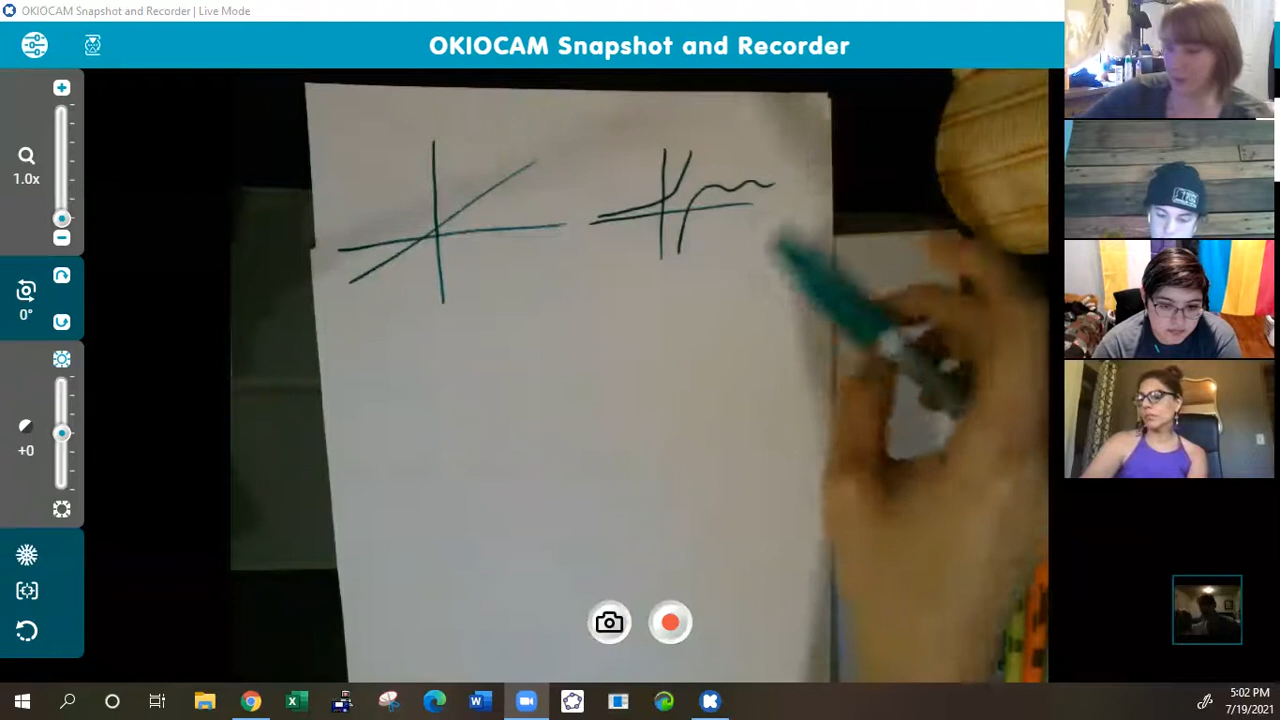 OKIOCAM Snapshot and Recorder | Live Mode
OKIOCAM Snapshot and Recorder
1.0x
0°
+0
5:02 PM
7/19/2021